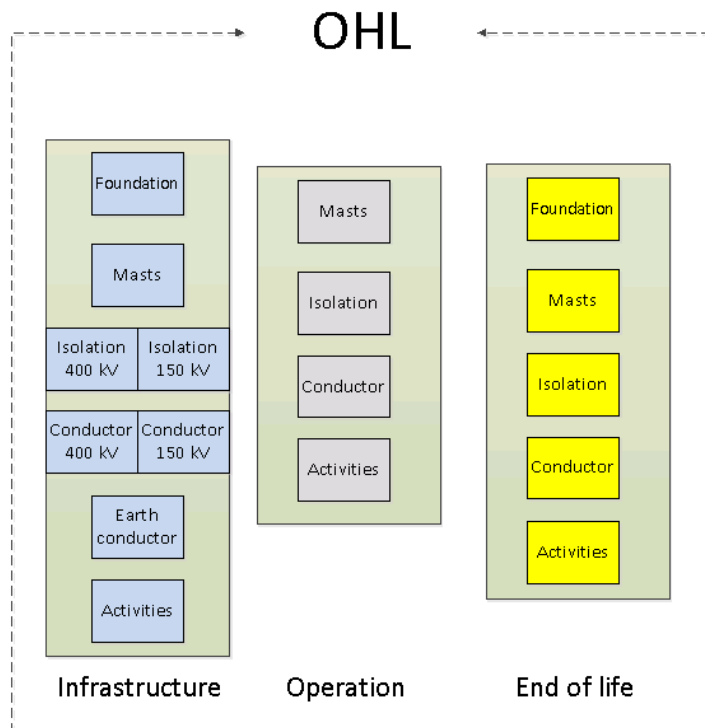 OHL
Foundation
Masts
Isolation
400 kV
Isolation
150 kV
Conductor
400 kV
Conductor
150 kV
Earth
conductor
Activities
Infrastructure
Masts
Isolation
Conductor
Activities
Operation
Foundation
Masts
Isolation
Conductor
Activities
End of life